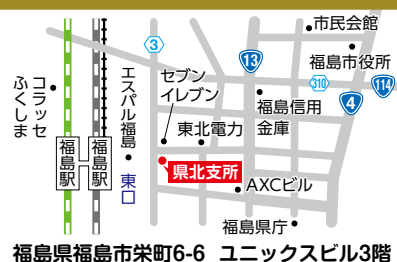 市民会館
福島市役所
3
13
310
114
4
コラッセ
ふくしま
エスパル福島
東口
セブン
イレブン
福島信用
金庫
東北電力
福島駅
福島駅
県北支所
AXCビル
福島県庁
福島県福島市栄町6-6 ユニックスビル3階